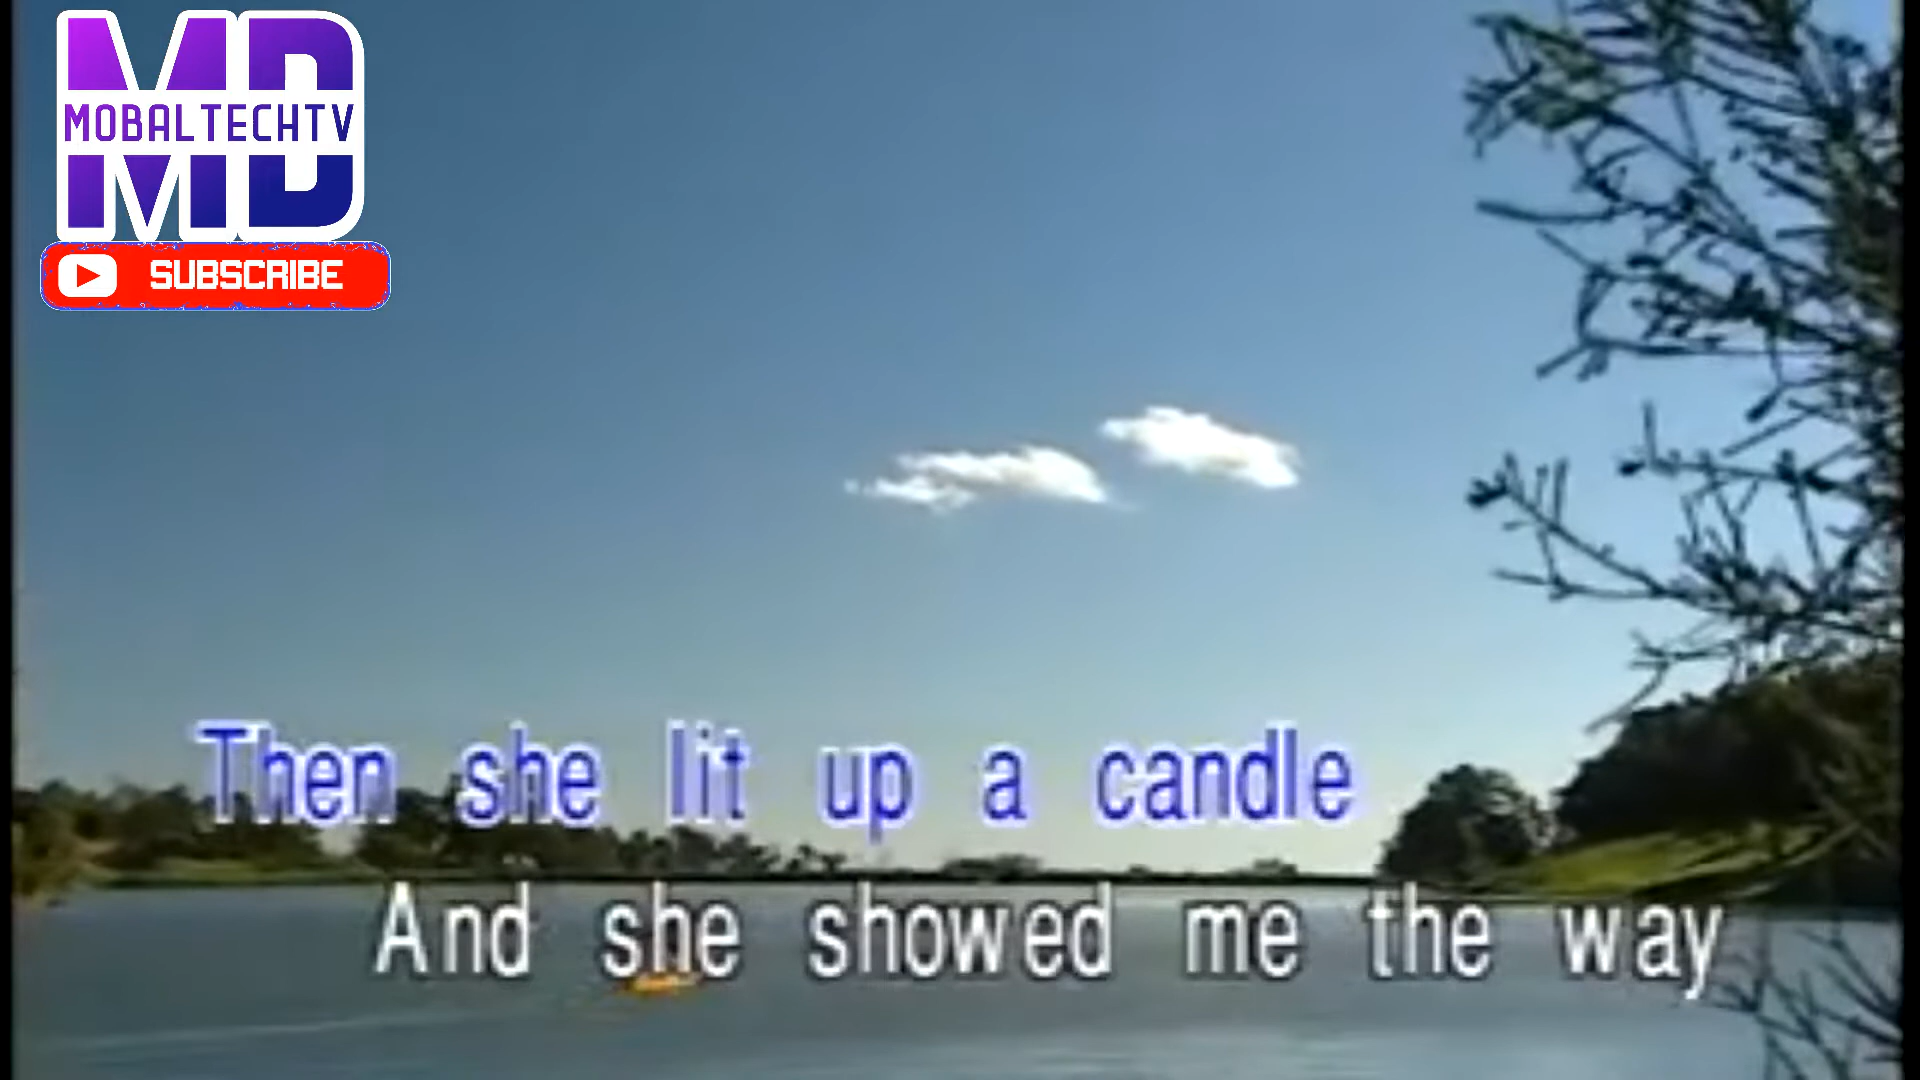 MOBALTECHTV
SUBSCRIBE
Then she lit up a candle
And she showed me the way